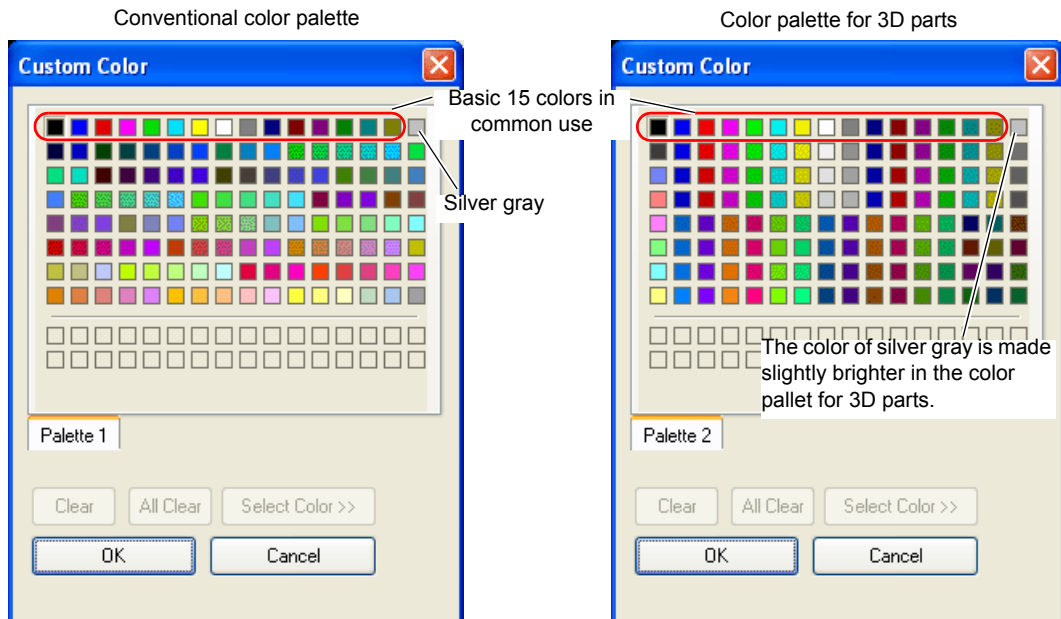 Conventional color palette
Color palette for 3D parts
Custom Color
Custom Color
Basic 15 colors in
common use
Silver gray
The color of silver gray is made
slightly brighter in the color
pallet for 3D parts.
Palette 1
Palette 2
Clear
All Clear
Select Color >>
Clear
All Clear
Select Color >>
OK
Cancel
OK
Cancel